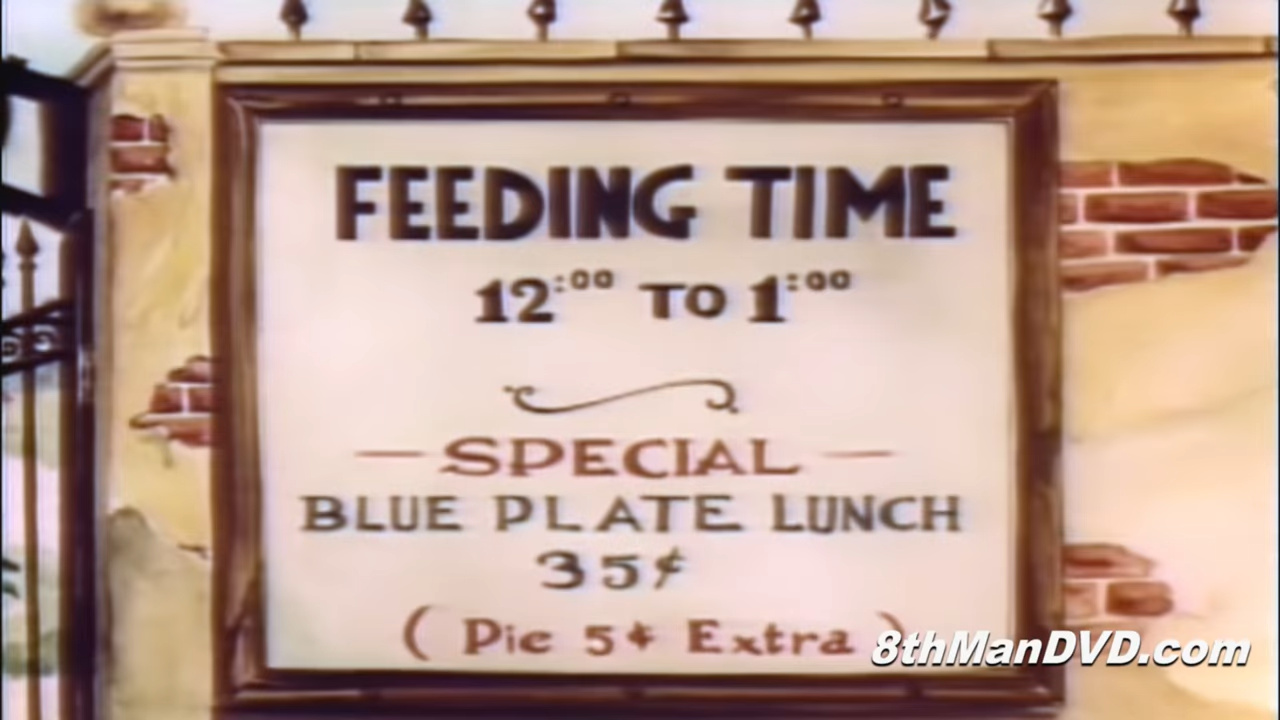 FEEDING TIME
12:00 TO 1:00
— SPECIAL —
BLUE PLATE LUNCH
35¢
( Pie 5¢ Extra )
8thManDVD.com